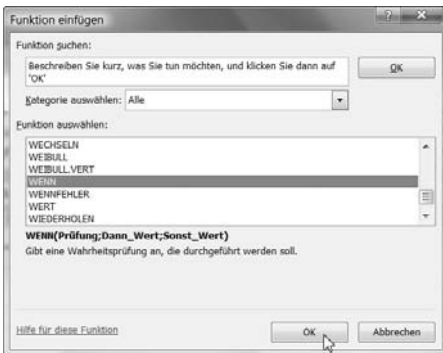 Funktion einfügen
Funktion suchen:
Beschreiben Sie kurz, was Sie tun möchten, und klicken Sie dann auf
'OK'
OK
Kategorie auswählen: Alle
Funktion auswählen:
WECHSELN
WEIBULL
WEIBULL.VERT
WENN
WENNFEHLER
WERT
WIEDERHOLEN
WENN(Prüfung;Dann_Wert;Sonst_Wert)
Gibt eine Wahrheitsprüfung an, die durchgeführt werden soll.
Hilfe für diese Funktion
OK
Abbrechen